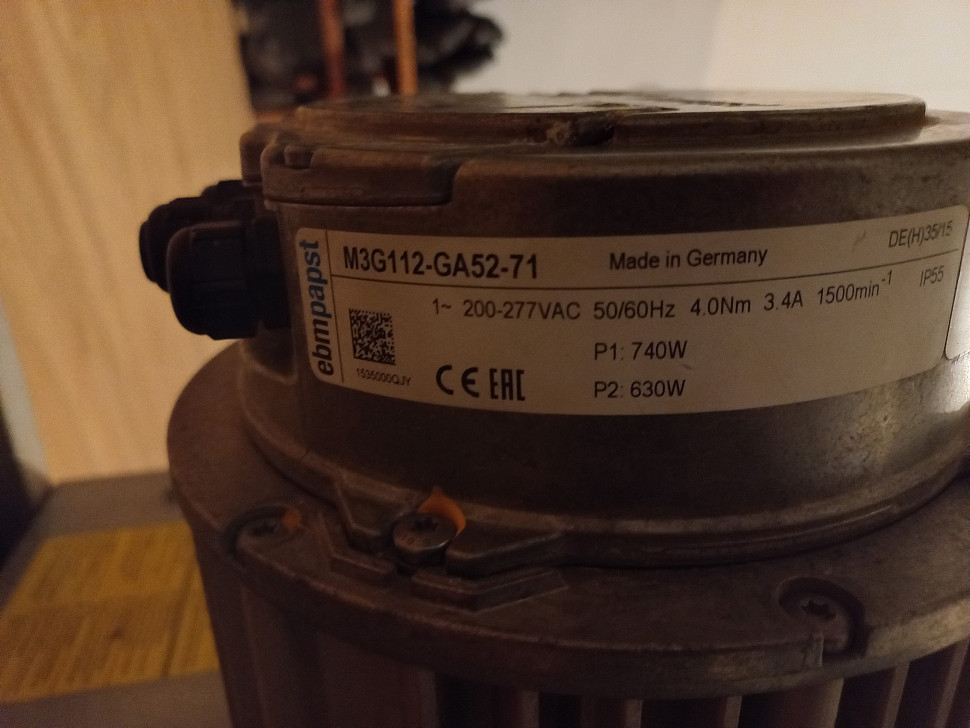 ebmpapst
M3G112-GA52-71 Made in Germany DE(H)35/15
1~ 200-277VAC 50/60Hz 4.0Nm 3.4A 1500min⁻¹ IP55
P1: 740W
1535000QJY CE EAC P2: 630W